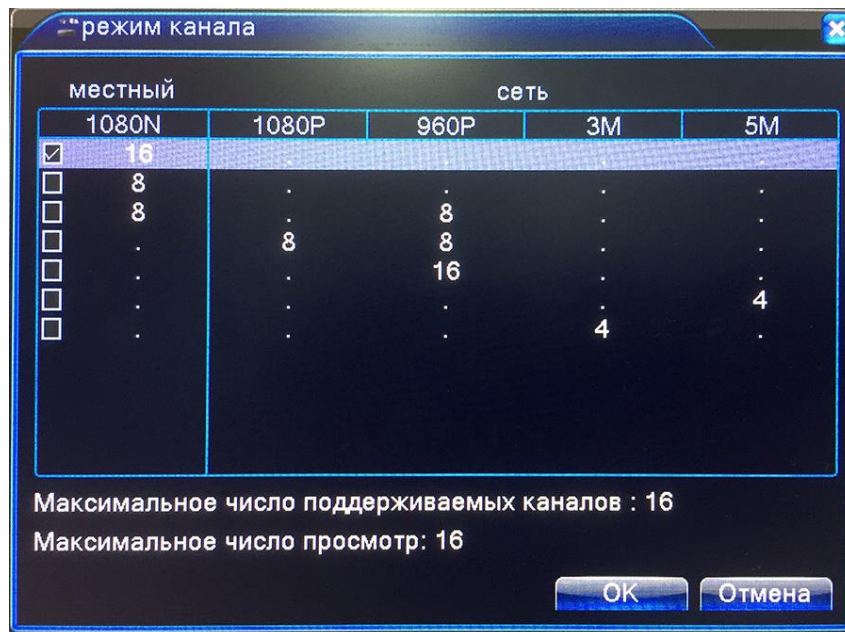 режим канала
местный сеть
1080N 1080P 960P 3M 5M
16 . . . .
8 . . . .
8 . 8 . .
. 8 8 . .
. . 16 . .
. . . . 4
. . . 4 .
Максимальное число поддерживаемых каналов : 16
Максимальное число просмотр: 16
OK Отмена